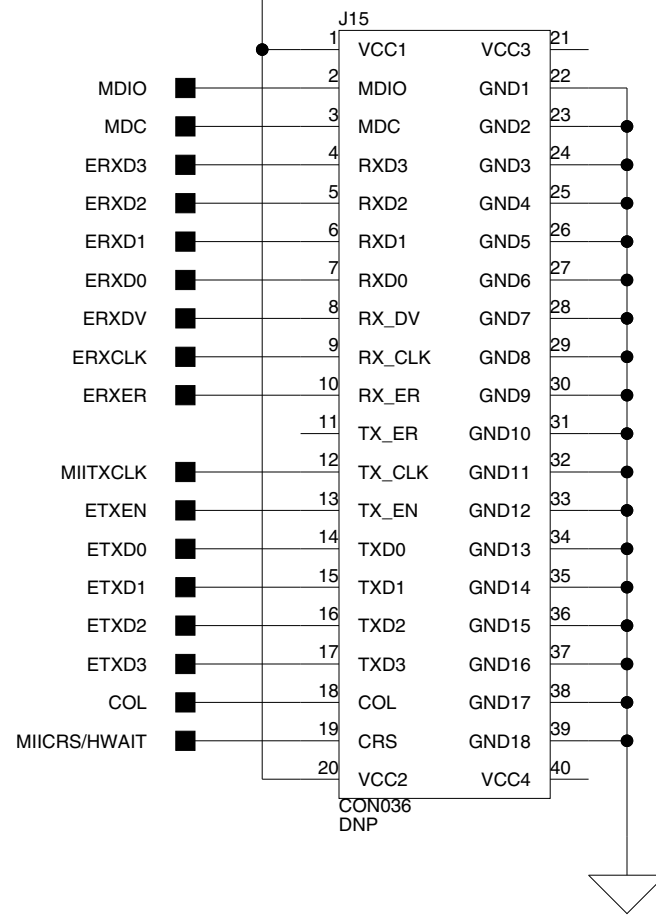 J15
1 VCC1 VCC3 21
MDIO 2 MDIO GND1 22
MDC 3 MDC GND2 23
ERXD3 4 RXD3 GND3 24
ERXD2 5 RXD2 GND4 25
ERXD1 6 RXD1 GND5 26
ERXD0 7 RXD0 GND6 27
ERXDV 8 RX_DV GND7 28
ERXCLK 9 RX_CLK GND8 29
ERXER 10 RX_ER GND9 30
11 TX_ER GND10 31
MIITXCLK 12 TX_CLK GND11 32
ETXEN 13 TX_EN GND12 33
ETXD0 14 TXD0 GND13 34
ETXD1 15 TXD1 GND14 35
ETXD2 16 TXD2 GND15 36
ETXD3 17 TXD3 GND16 37
COL 18 COL GND17 38
MIICRS/HWAIT 19 CRS GND18 39
20 VCC2 VCC4 40
CON036
DNP